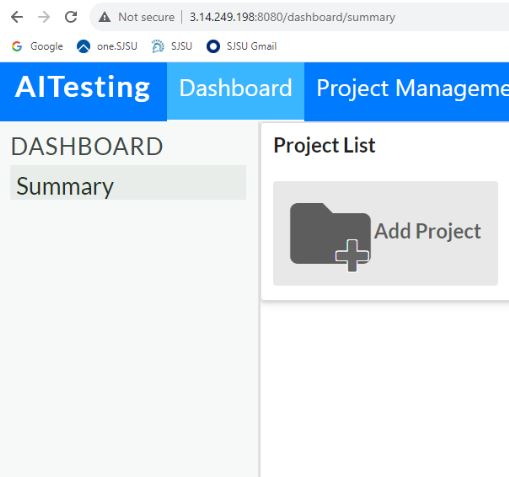 Not secure | 3.14.249.198:8080/dashboard/summary
Google one.SJSU SJSU SJSU Gmail
AITesting Dashboard Project Manageme
DASHBOARD
Summary
Project List
Add Project